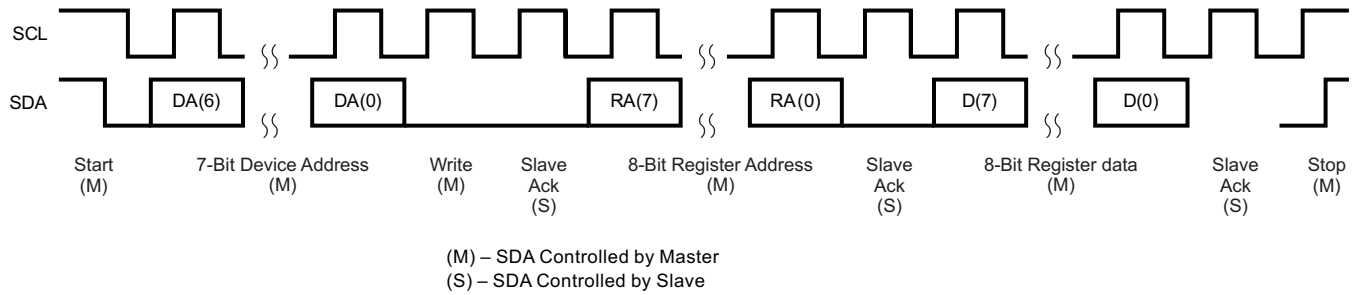 SCL
SDA
DA(6)
DA(0)
RA(7)
RA(0)
D(7)
D(0)
Start
(M)
7-Bit Device Address
(M)
Write
(M)
Slave
Ack
(S)
8-Bit Register Address
(M)
Slave
Ack
(S)
8-Bit Register data
(M)
Slave
Ack
(S)
Stop
(M)
(M) – SDA Controlled by Master
(S) – SDA Controlled by Slave